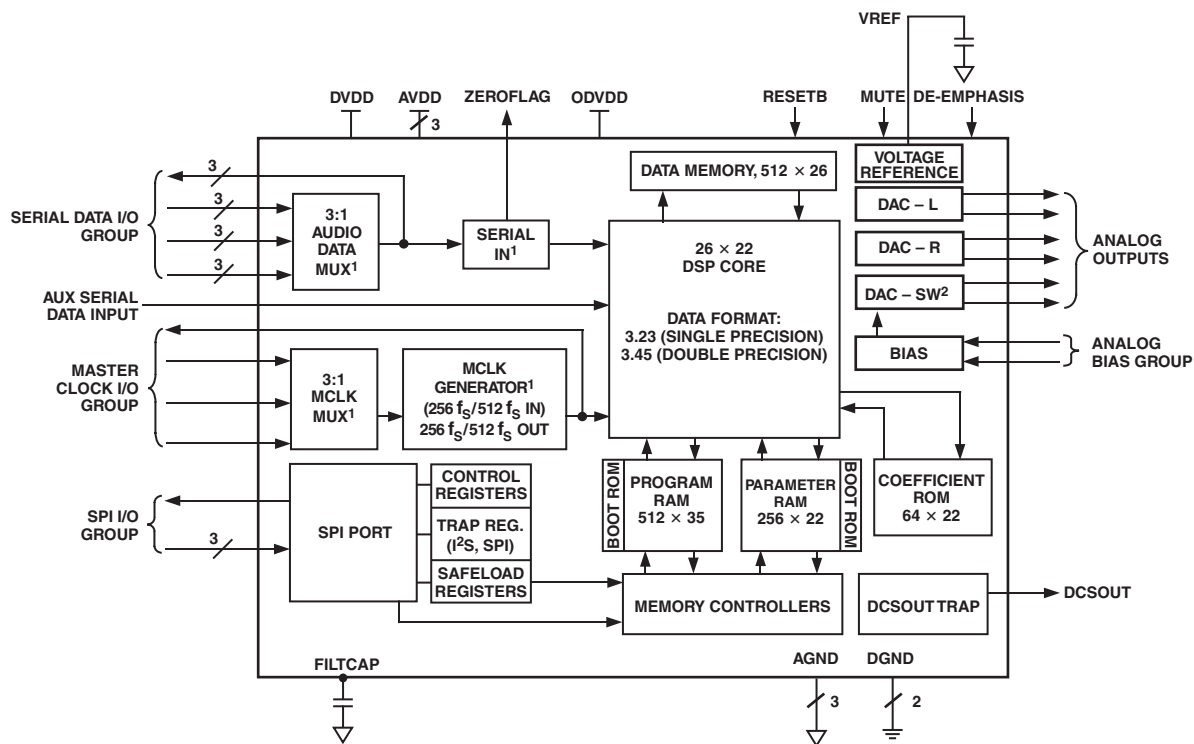 VREF
DVDD
AVDD
3
ZEROFLAG
ODVDD
RESETB
MUTE
DE-EMPHASIS
SERIAL DATA I/O
GROUP
3
3
3
3
3:1
AUDIO
DATA
MUX1
SERIAL
IN1
DATA MEMORY, 512 × 26
26 × 22
DSP CORE
DATA FORMAT:
3.23 (SINGLE PRECISION)
3.45 (DOUBLE PRECISION)
VOLTAGE
REFERENCE
DAC – L
DAC – R
DAC – SW2
BIAS
ANALOG
OUTPUTS
ANALOG
BIAS GROUP
AUX SERIAL
DATA INPUT
MASTER
CLOCK I/O
GROUP
3:1
MCLK
MUX1
MCLK
GENERATOR1
(256 fS/512 fS IN)
256 fS/512 fS OUT
SPI I/O
GROUP
3
SPI PORT
CONTROL
REGISTERS
TRAP REG.
(I2S, SPI)
SAFELOAD
REGISTERS
BOOT ROM
PROGRAM
RAM
512 × 35
PARAMETER
RAM
256 × 22
BOOT ROM
COEFFICIENT
ROM
64 × 22
MEMORY CONTROLLERS
DCSOUT TRAP
DCSOUT
FILTCAP
AGND
3
DGND
2